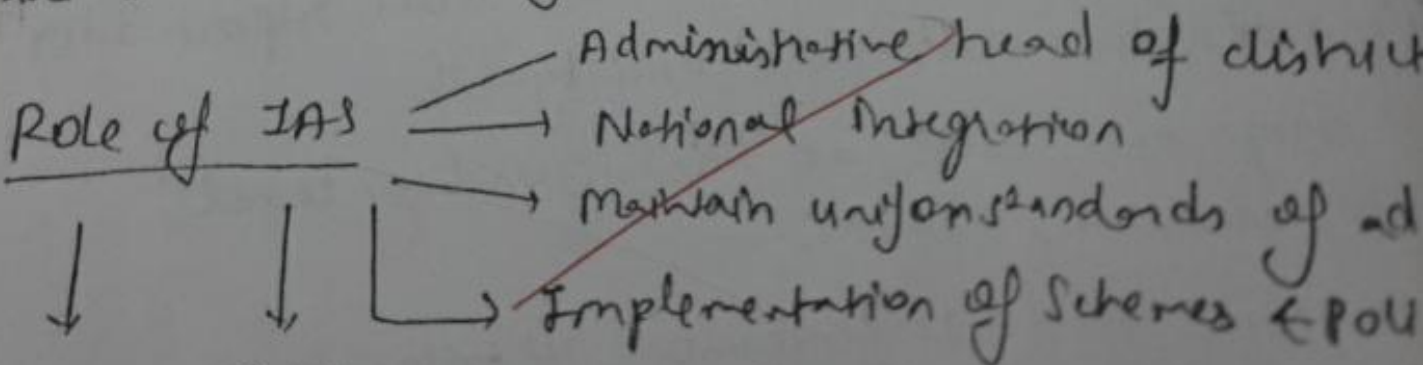 Administrative head of district
Role of IAS
National Integration
Maintain uniform standards of ad
Implementation of Schemes & Poli